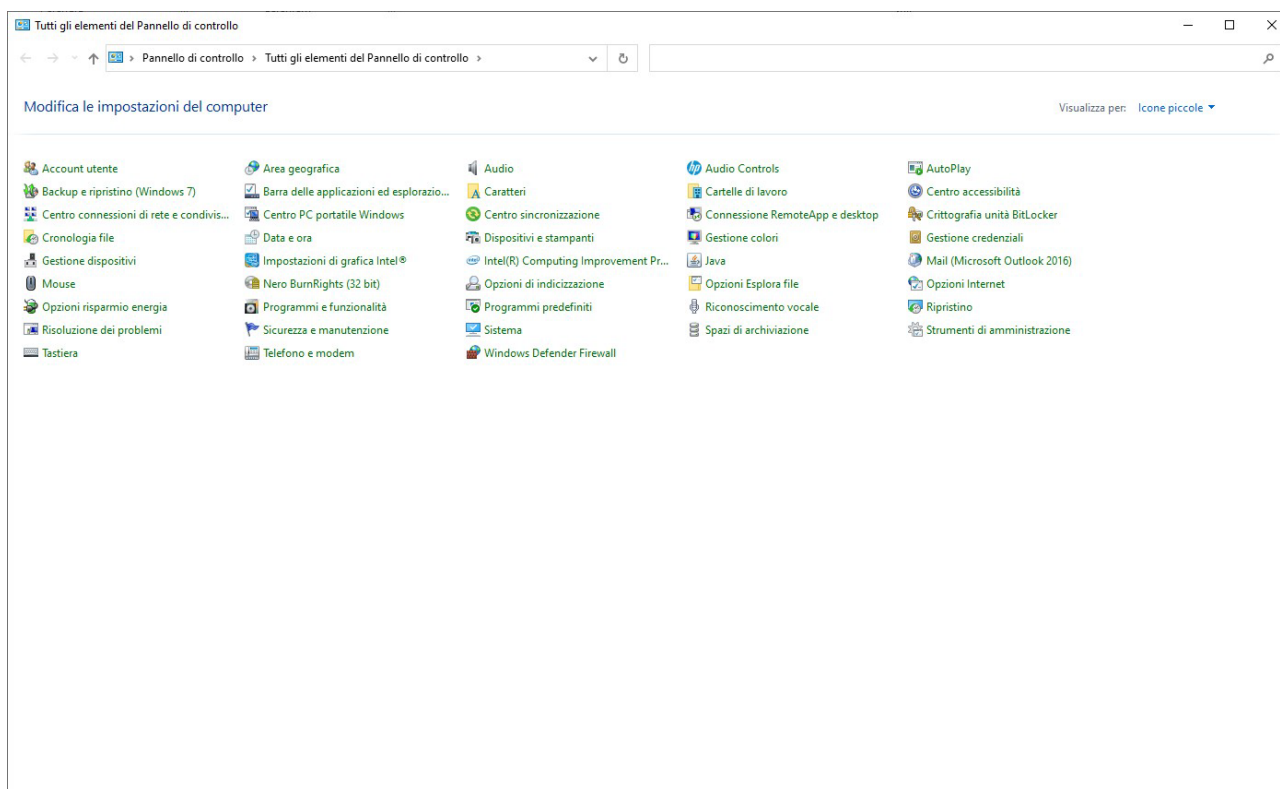 Tutti gli elementi del Pannello di controllo
Pannello di controllo > Tutti gli elementi del Pannello di controllo >
Modifica le impostazioni del computer
Visualizza per: Icone piccole
Account utente Area geografica Audio Audio Controls AutoPlay
Backup e ripristino (Windows 7) Barra delle applicazioni ed esplorazio... Caratteri Cartelle di lavoro Centro accessibilità
Centro connessioni di rete e condivis... Centro PC portatile Windows Centro sincronizzazione Connessione RemoteApp e desktop Crittografia unità BitLocker
Cronologia file Data e ora Dispositivi e stampanti Gestione colori Gestione credenziali
Gestione dispositivi Impostazioni di grafica Intel® Intel(R) Computing Improvement Pr... Java Mail (Microsoft Outlook 2016)
Mouse Nero BurnRights (32 bit) Opzioni di indicizzazione Opzioni Esplora file Opzioni Internet
Opzioni risparmio energia Programmi e funzionalità Programmi predefiniti Riconoscimento vocale Ripristino
Risoluzione dei problemi Sicurezza e manutenzione Sistema Spazi di archiviazione Strumenti di amministrazione
Tastiera Telefono e modem Windows Defender Firewall